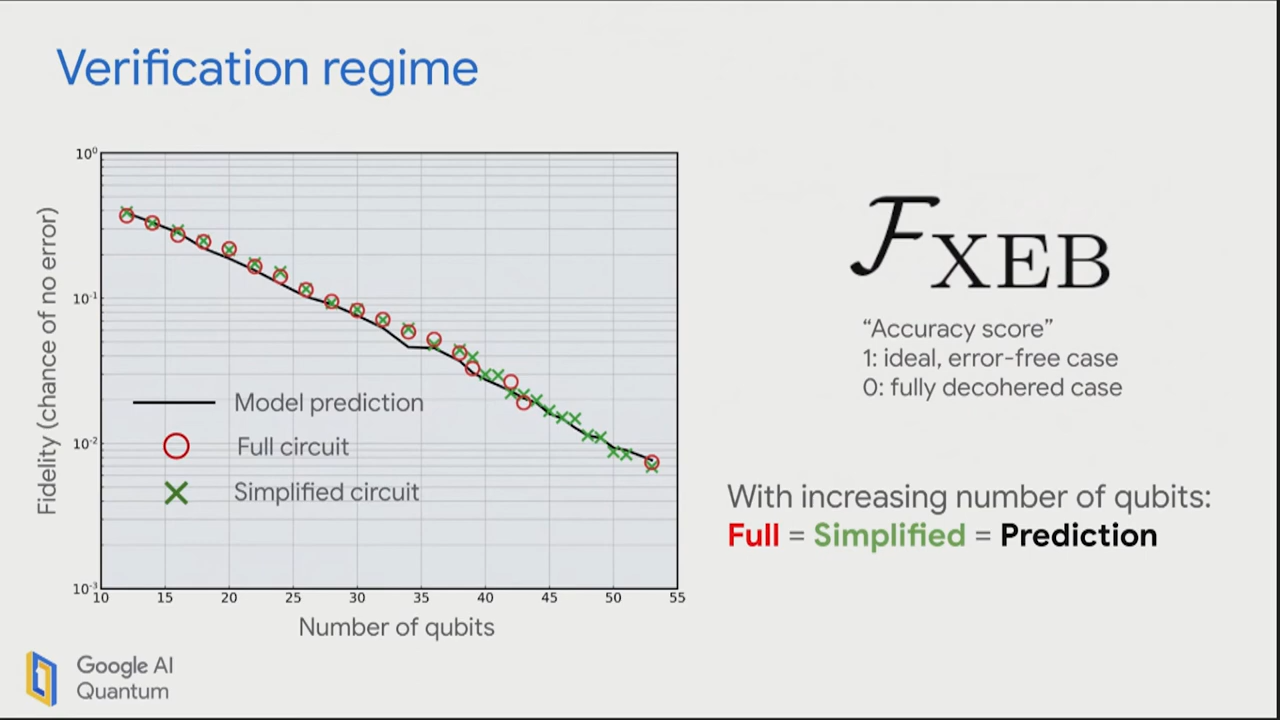 Verification regime
10⁰
10⁻¹
10⁻²
10⁻³
Fidelity (chance of no error)
Model prediction
Full circuit
Simplified circuit
10 15 20 25 30 35 40 45 50 55
Number of qubits
ℱXEB
“Accuracy score”
1: ideal, error-free case
0: fully decohered case
With increasing number of qubits:
Full = Simplified = Prediction
Google AI
Quantum